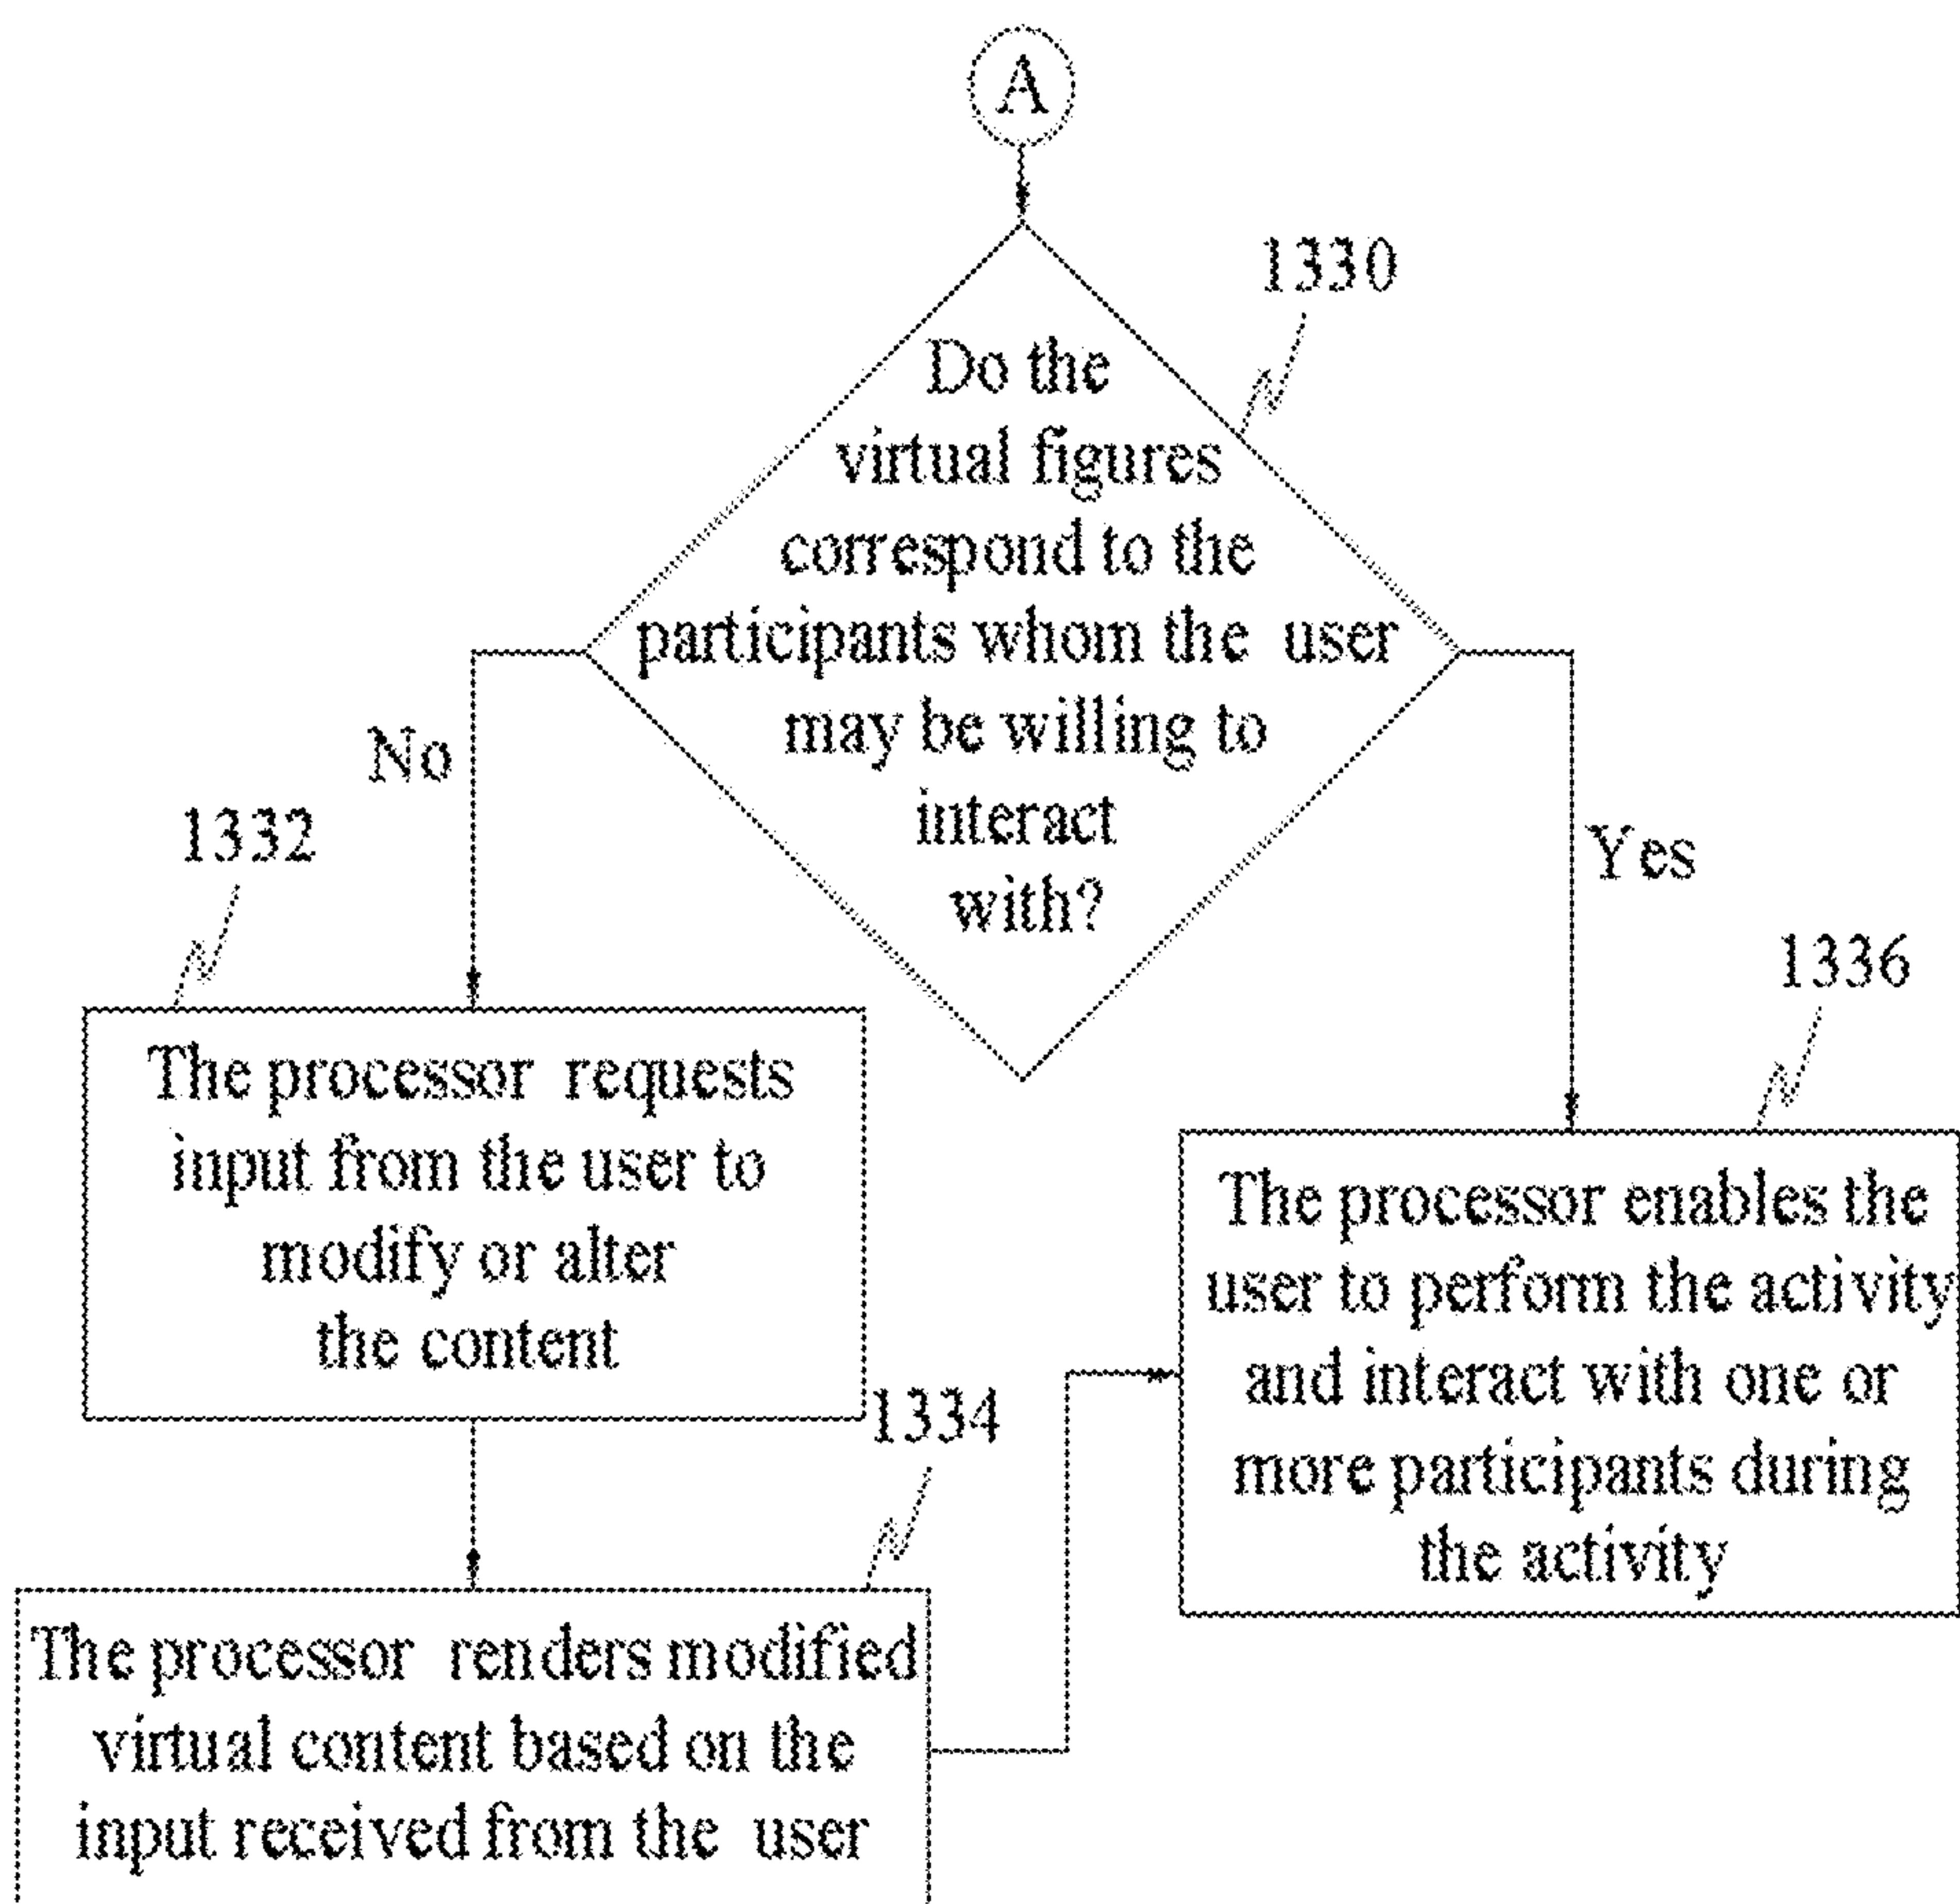 A
1330
Do the
virtual figures
correspond to the
participants whom the user
may be willing to
interact
with?
No
Yes
1332
The processor requests
input from the user to
modify or alter
the content
1336
The processor enables the
user to perform the activity
and interact with one or
more participants during
the activity
1334
The processor renders modified
virtual content based on the
input received from the user